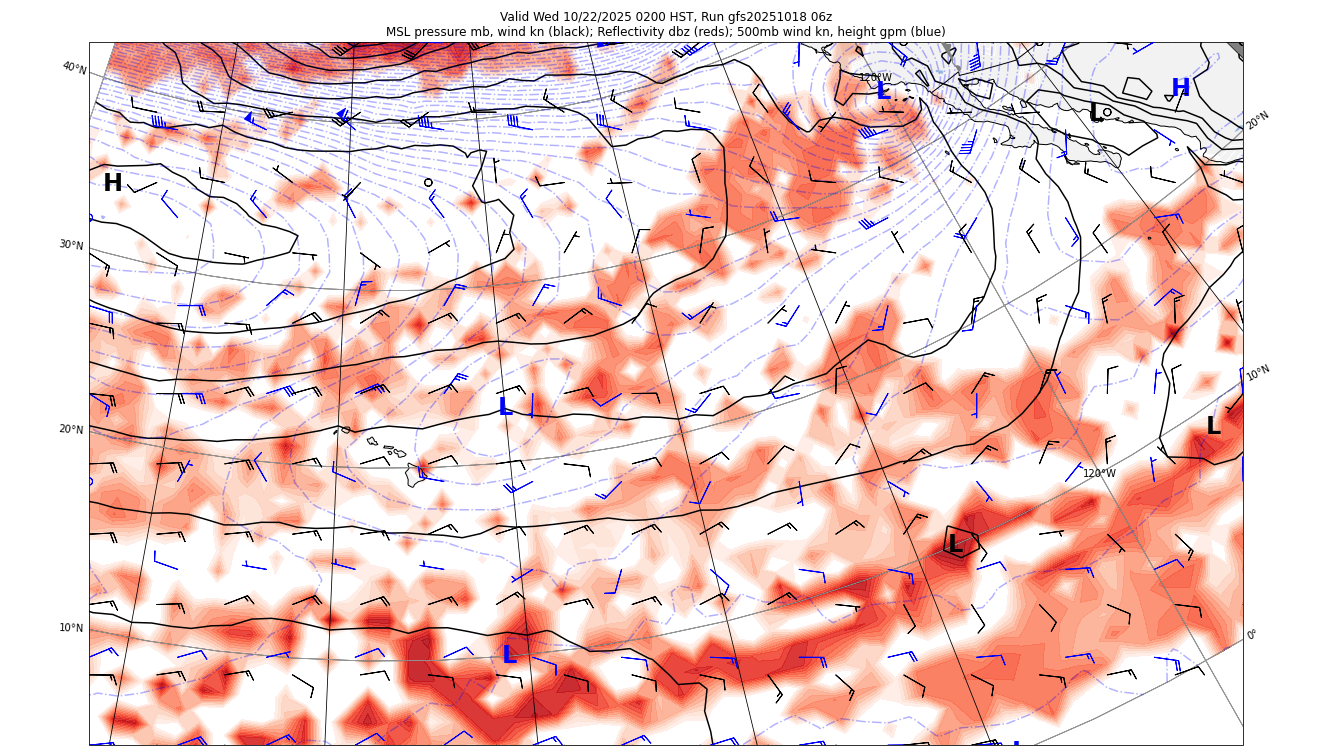 Valid Wed 10/22/2025 0200 HST, Run gfs20251018 06z
MSL pressure mb, wind kn (black); Reflectivity dbz (reds); 500mb wind kn, height gpm (blue)
40°N
120°W
L
H
L
20°N
H
30°N
10°N
L
L
20°N
120°W
L
10°N
0°
L